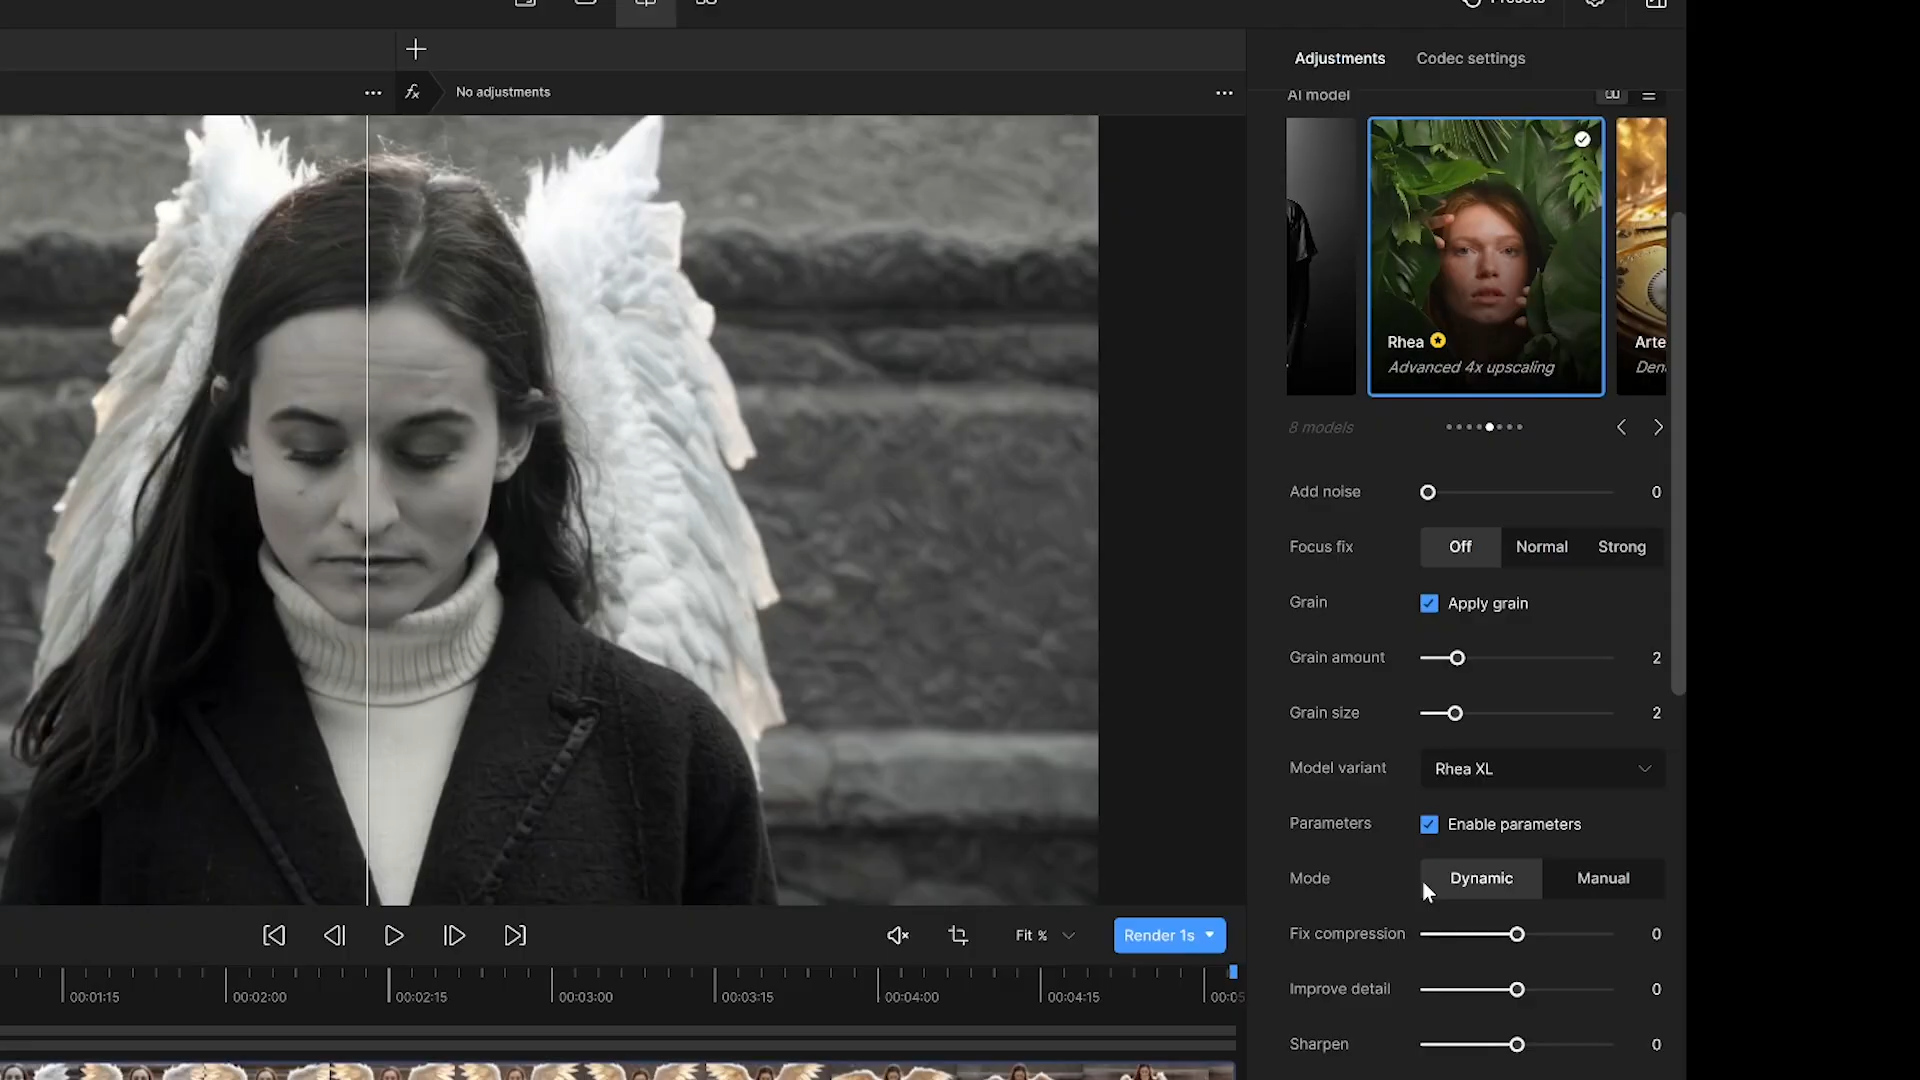 Presets
Adjustments
Codec settings
fx
No adjustments
AI model
Rhea
Advanced 4x upscaling
8 models
Add noise
0
Focus fix
Off
Normal
Strong
Grain
Apply grain
Grain amount
2
Grain size
2
Model variant
Rhea XL
Parameters
Enable parameters
Mode
Dynamic
Manual
Fix compression
0
Improve detail
0
Sharpen
0
Fit %
Render 1s
00:01:15
00:02:00
00:02:15
00:03:00
00:03:15
00:04:00
00:04:15